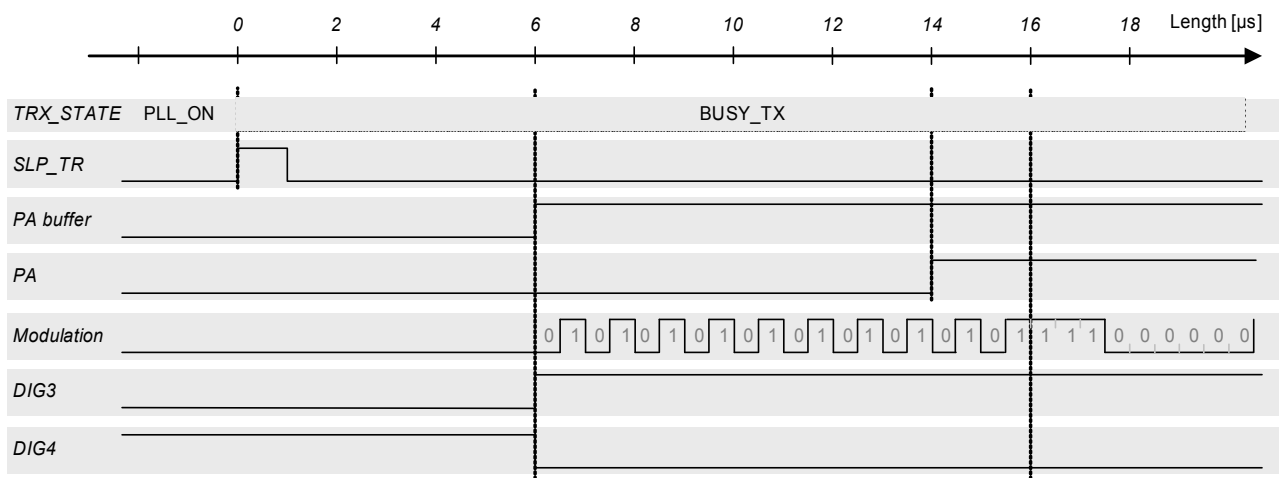 0 2 4 6 8 10 12 14 16 18 Length [µs]
TRX_STATE PLL_ON BUSY_TX
SLP_TR
PA buffer
PA
Modulation 0 1 0 1 0 1 0 1 0 1 0 1 0 1 0 1 0 1 0 1 1 1 1 0 0 0 0 0 0
DIG3
DIG4